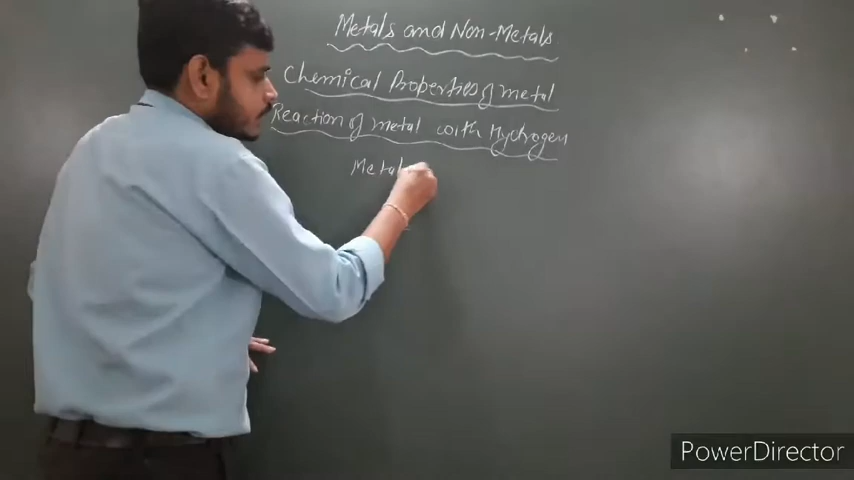 Metals and Non-Metals
Chemical Properties of metal
Reaction of metal with Hydrogen
Metal
PowerDirector